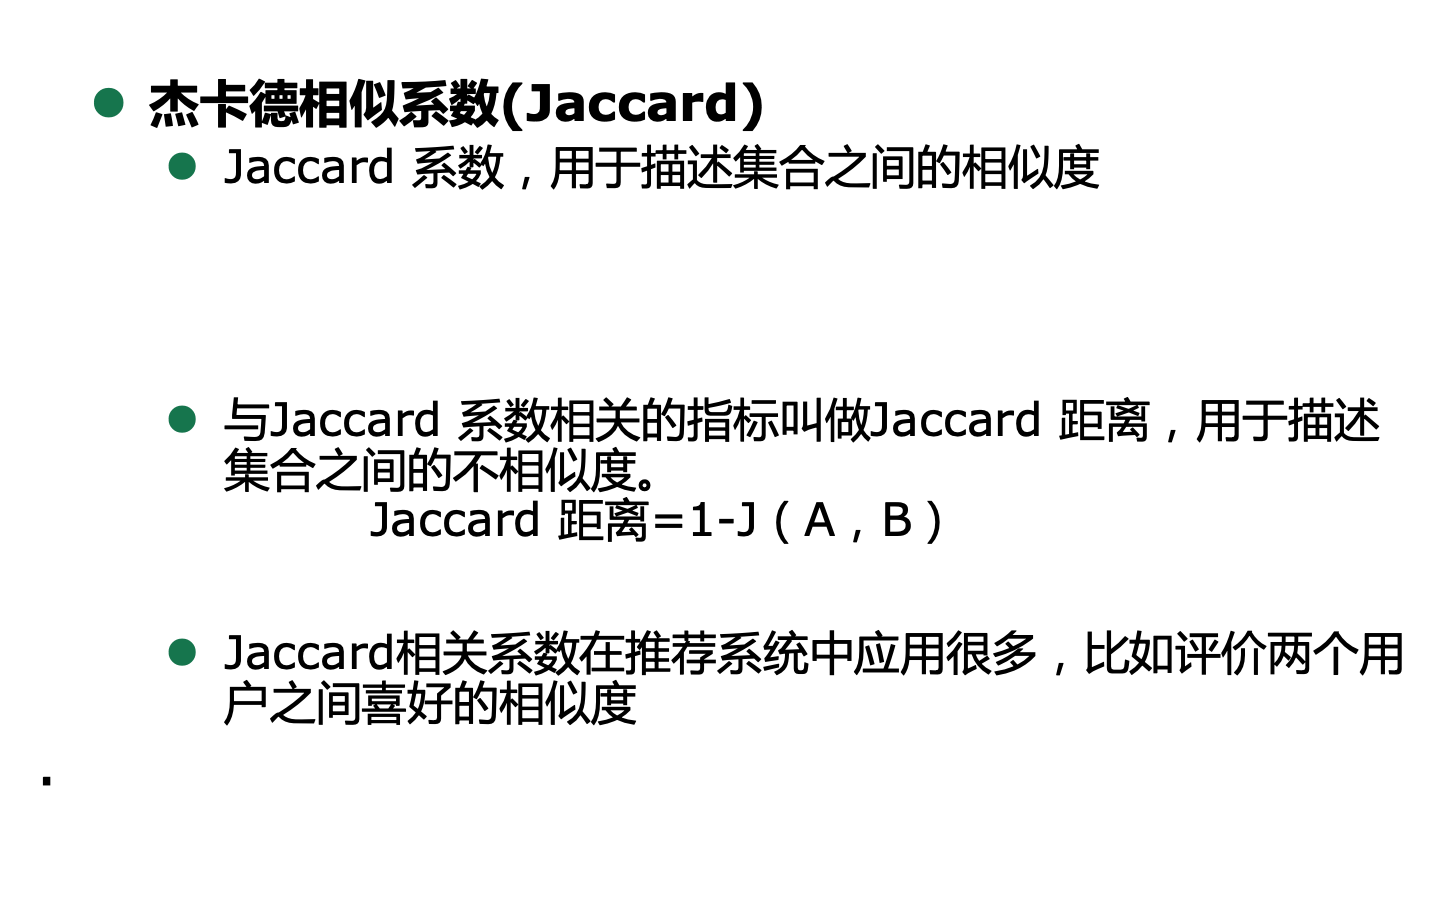 杰卡德相似系数(Jaccard)
Jaccard 系数，用于描述集合之间的相似度
与Jaccard 系数相关的指标叫做Jaccard 距离，用于描述
集合之间的不相似度。
Jaccard 距离=1-J（A，B）
Jaccard相关系数在推荐系统中应用很多，比如评价两个用
户之间喜好的相似度
.